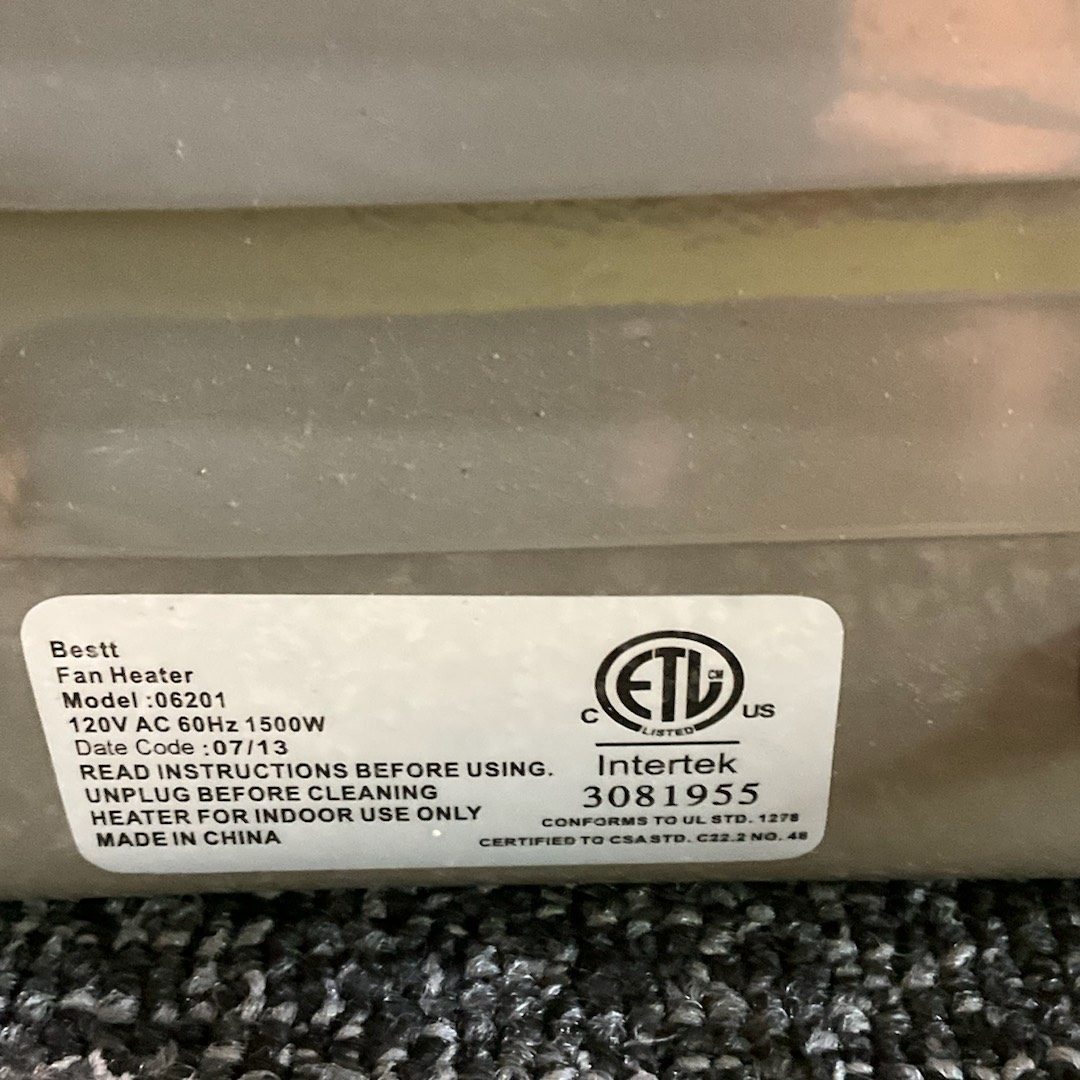 Bestt
Fan Heater
Model :06201
120V AC 60Hz 1500W
Date Code :07/13
READ INSTRUCTIONS BEFORE USING.
UNPLUG BEFORE CLEANING
HEATER FOR INDOOR USE ONLY
MADE IN CHINA
ETL CM
C US
LISTED
Intertek
3081955
CONFORMS TO UL STD. 1278
CERTIFIED TO CSA STD. C22.2 NO. 46